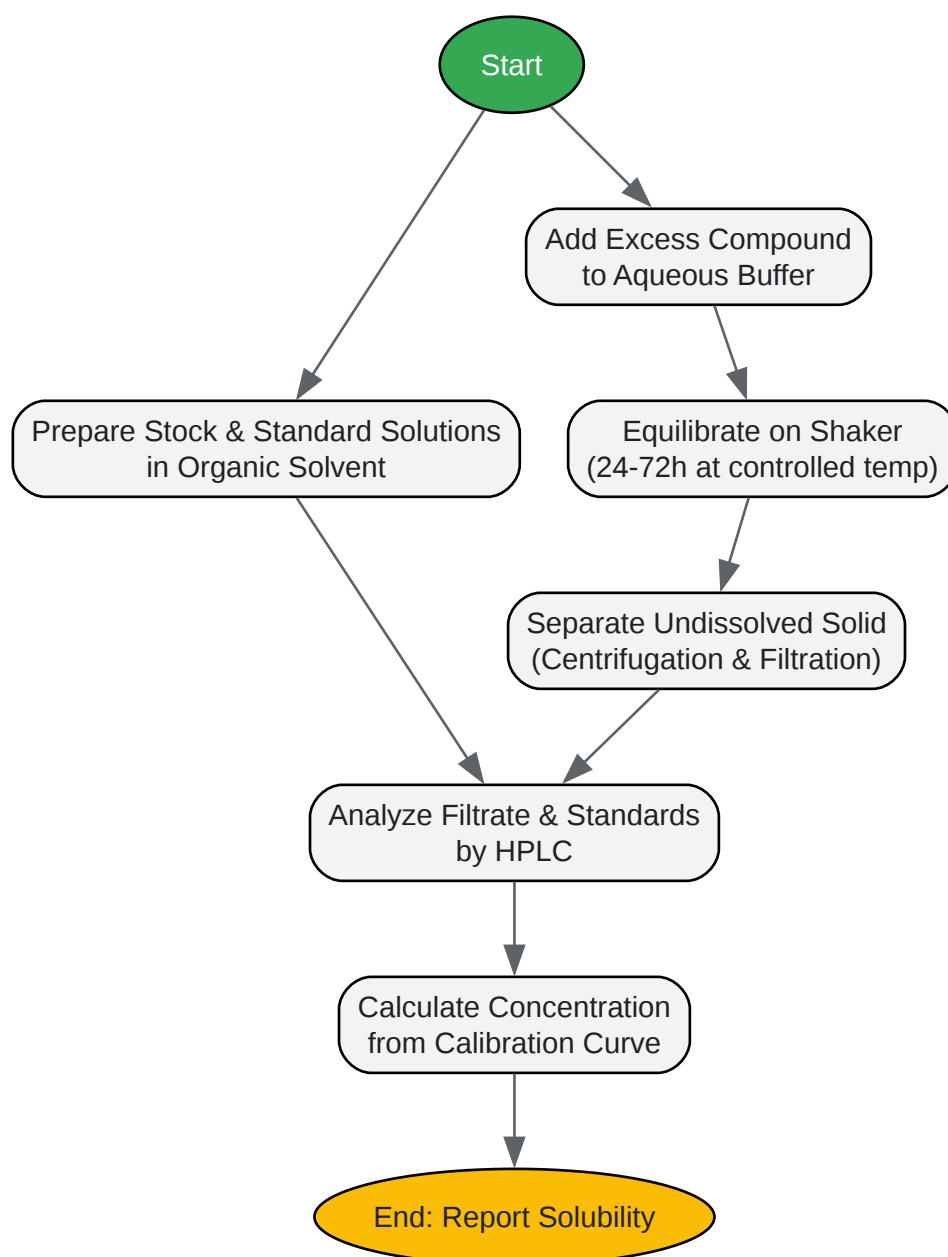 Start
Add Excess Compound
to Aqueous Buffer
Prepare Stock & Standard Solutions
in Organic Solvent
Equilibrate on Shaker
(24-72h at controlled temp)
Separate Undissolved Solid
(Centrifugation & Filtration)
Analyze Filtrate & Standards
by HPLC
Calculate Concentration
from Calibration Curve
End: Report Solubility